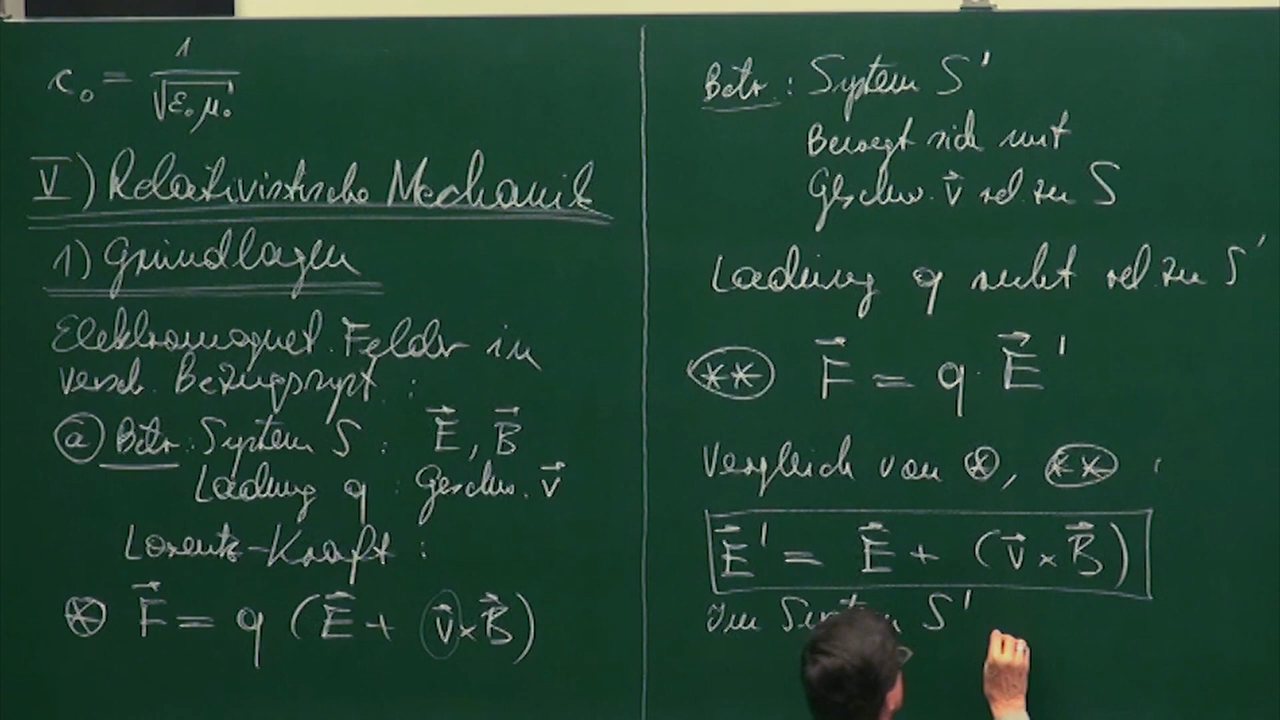 c₀ = 1/√(ε₀μ₀)
V) Relativistische Mechanik
1) Grundlagen
Elektromagnet. Felder in
versch. Bezugssyst. :
(a) Betr. System S : E⃗, B⃗
Ladung q : Geschw. v⃗
Lorentz-Kraft :
⊛ F⃗ = q (E⃗ + v⃗ × B⃗)
Betr : System S'
Bewegt sich mit
Geschw. v⃗ rel. zu S
Ladung q ruht rel. zu S'
(**) F⃗ = q · E⃗'
Vergleich von ⊛, (**) :
E⃗' = E⃗ + (v⃗ × B⃗)
Im System S'